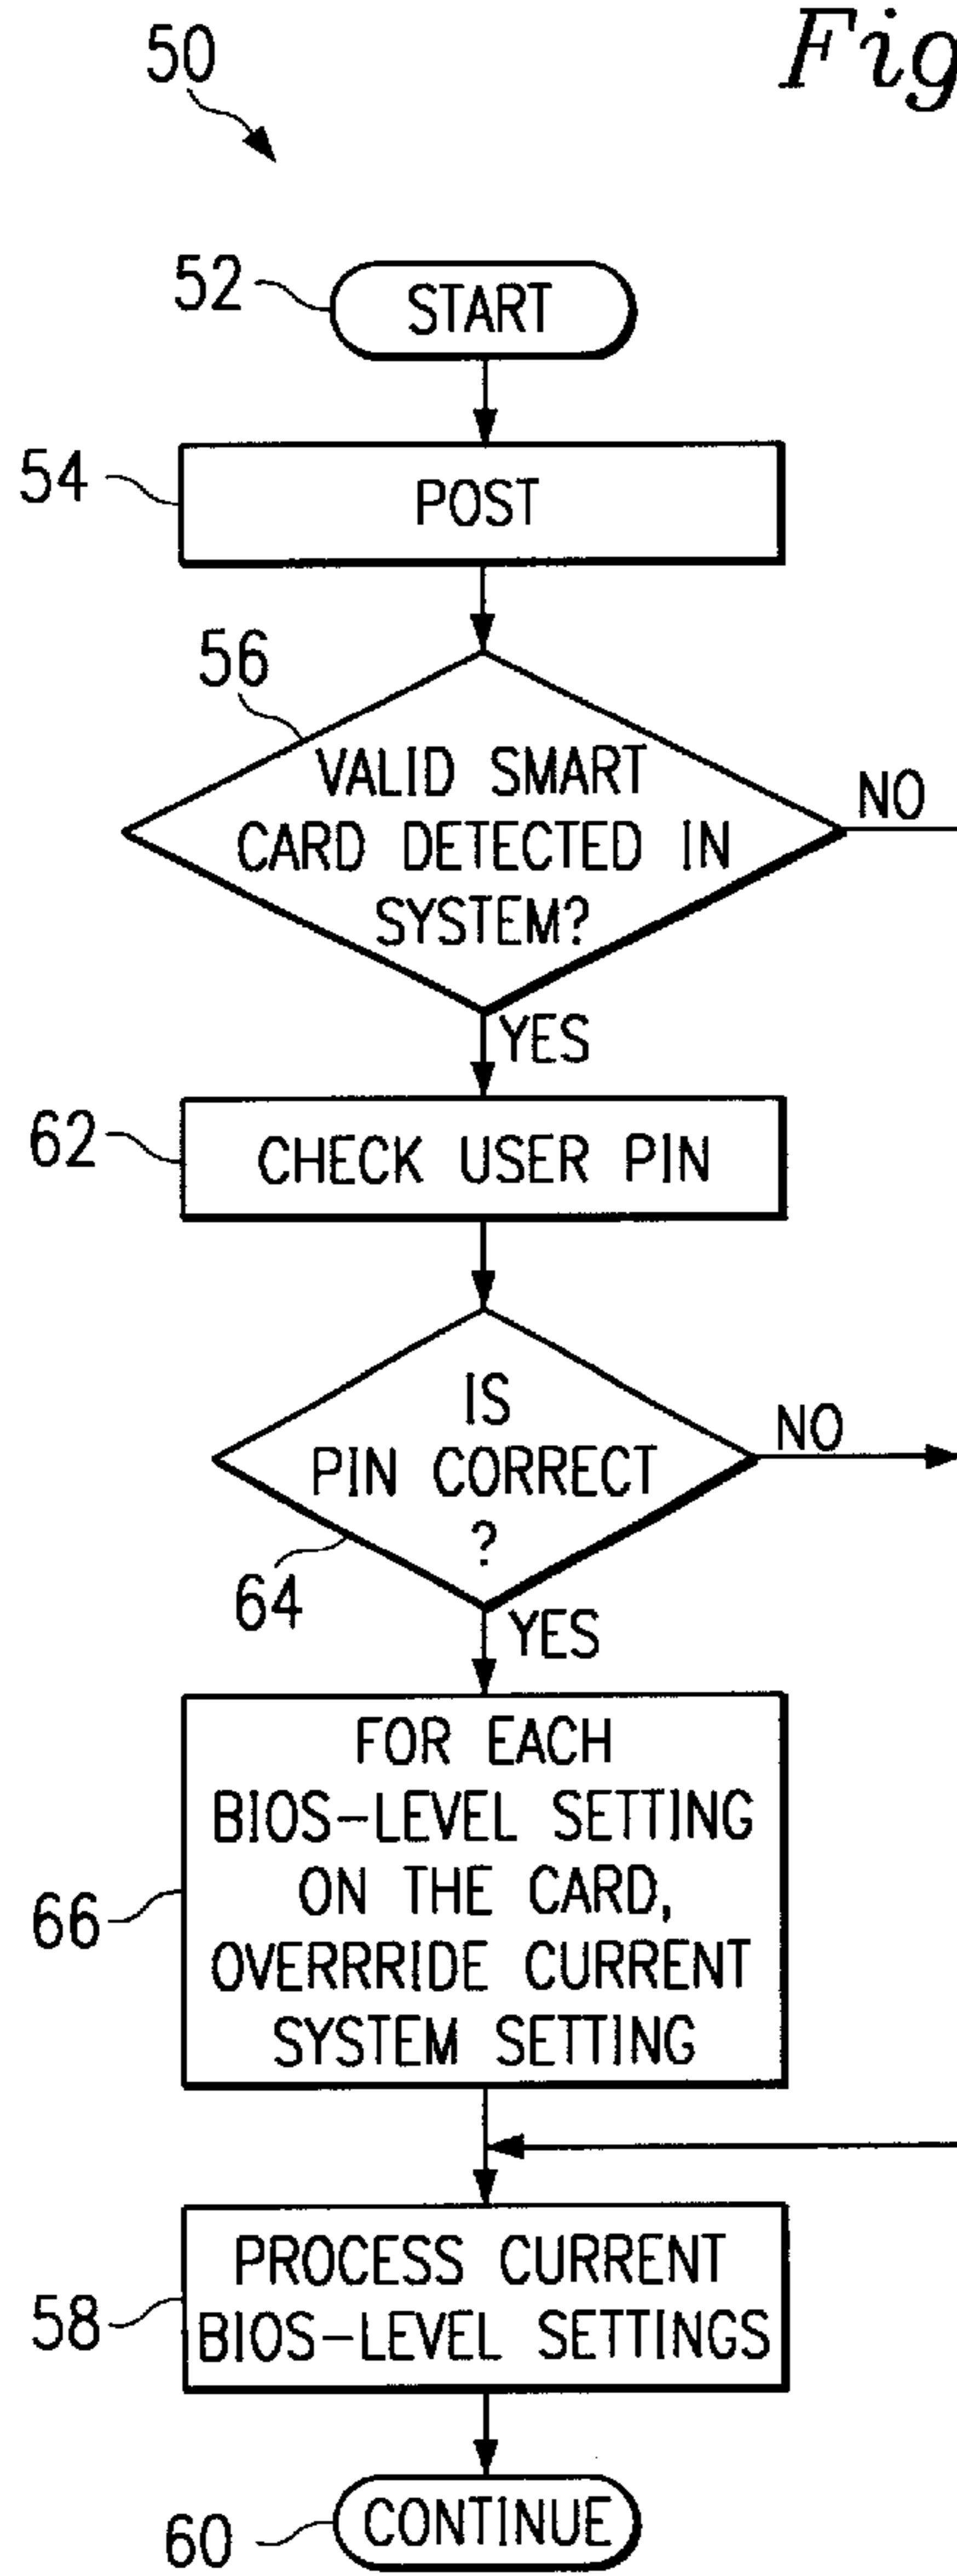 50
Fig
52
START
54
POST
56
VALID SMART
CARD DETECTED IN
SYSTEM?
NO
YES
62
CHECK USER PIN
IS
PIN CORRECT
?
NO
64
YES
FOR EACH
BIOS-LEVEL SETTING
ON THE CARD,
66
OVERRRIDE CURRENT
SYSTEM SETTING
PROCESS CURRENT
58
BIOS-LEVEL SETTINGS
60
CONTINUE